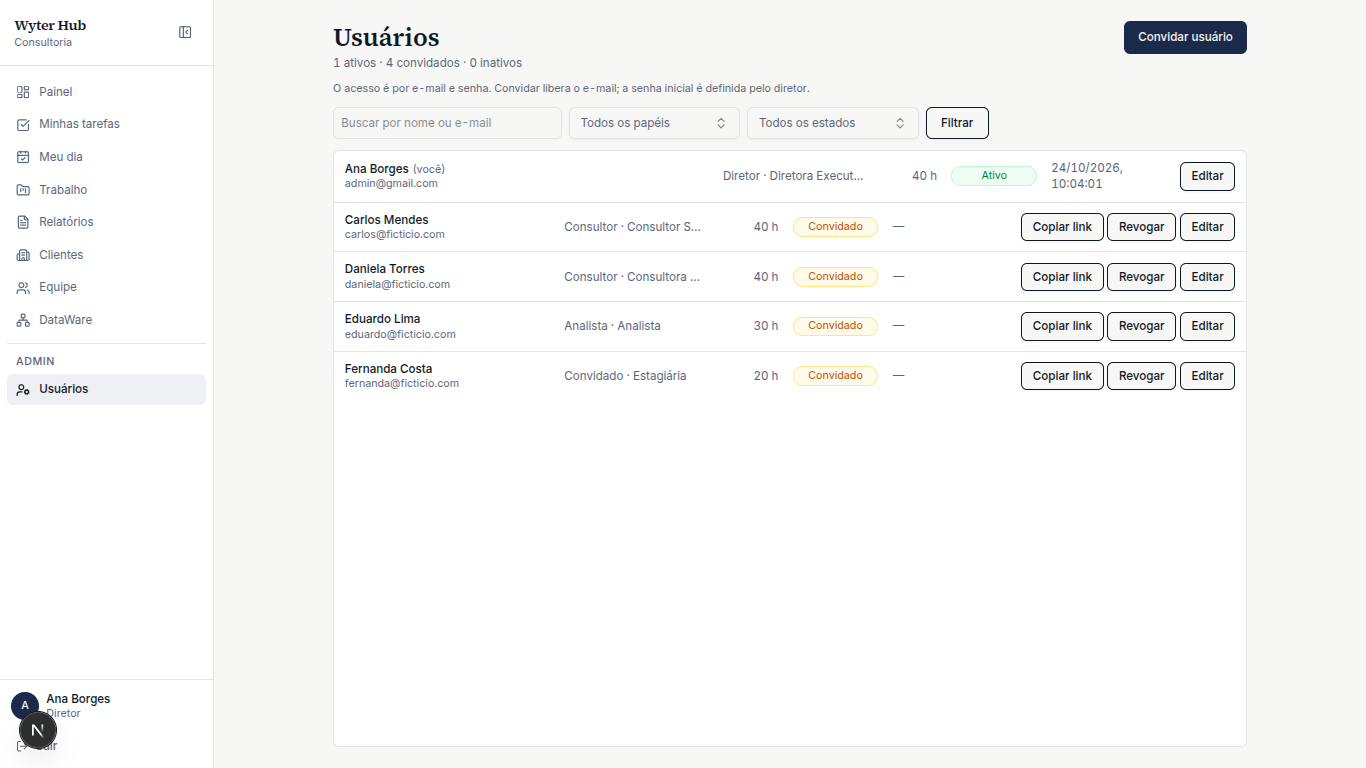 Wyter Hub
Consultoria
Painel
Minhas tarefas
Meu dia
Trabalho
Relatórios
Clientes
Equipe
DataWare
ADMIN
Usuários
A
Ana Borges
Diretor
N
Usuários
Convidar usuário
1 ativos · 4 convidados · 0 inativos
O acesso é por e-mail e senha. Convidar libera o e-mail; a senha inicial é definida pelo diretor.
Buscar por nome ou e-mail
Todos os papéis
Todos os estados
Filtrar
Ana Borges (você)
admin@gmail.com
Diretor · Diretora Execut...
40 h
Ativo
24/10/2026,
10:04:01
Editar
Carlos Mendes
carlos@ficticio.com
Consultor · Consultor S...
40 h
Convidado
—
Copiar link
Revogar
Editar
Daniela Torres
daniela@ficticio.com
Consultor · Consultora ...
40 h
Convidado
—
Copiar link
Revogar
Editar
Eduardo Lima
eduardo@ficticio.com
Analista · Analista
30 h
Convidado
—
Copiar link
Revogar
Editar
Fernanda Costa
fernanda@ficticio.com
Convidado · Estagiária
20 h
Convidado
—
Copiar link
Revogar
Editar